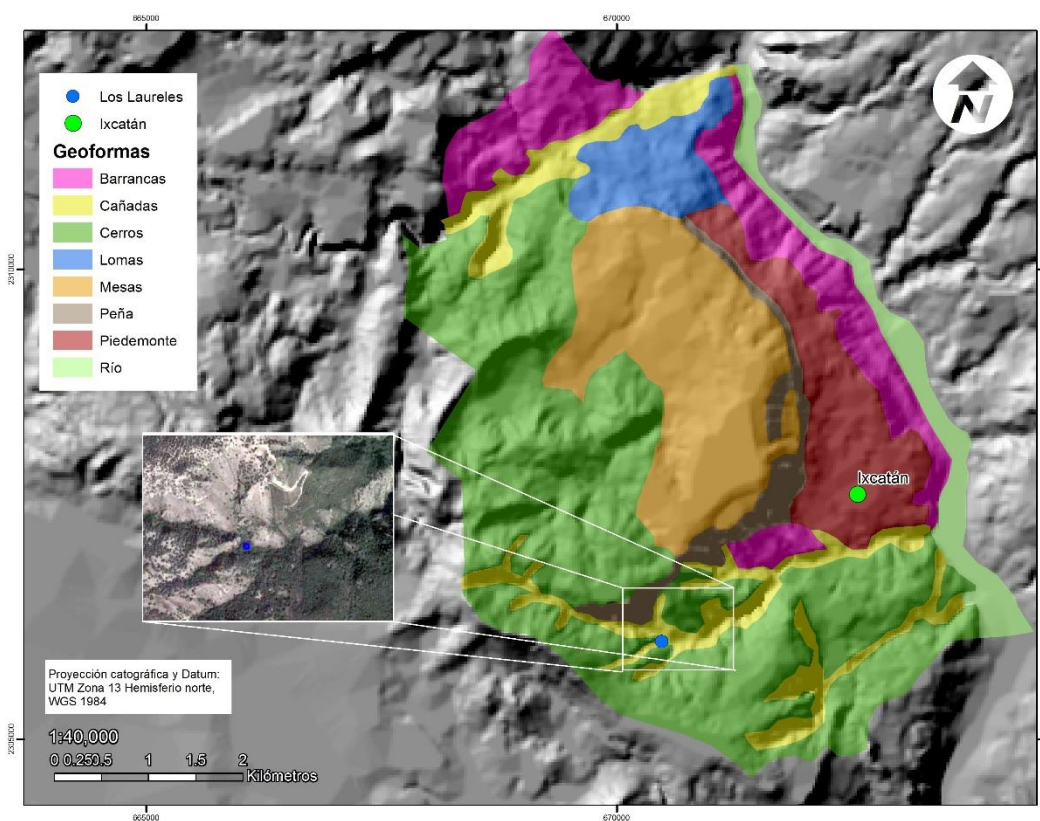 665000
670000
Los Laureles
Ixcatán
Geoformas
Barrancas
Cañadas
Cerros
Lomas
Mesas
Peña
Piedemonte
Río
N
2310000
Ixcatán
Proyección catográfica y Datum:
UTM Zona 13 Hemisferio norte,
WGS 1984
1:40,000
0 0.250.5 1 1.5 2
Kilómetros
2305000
2310000
2305000
665000
670000